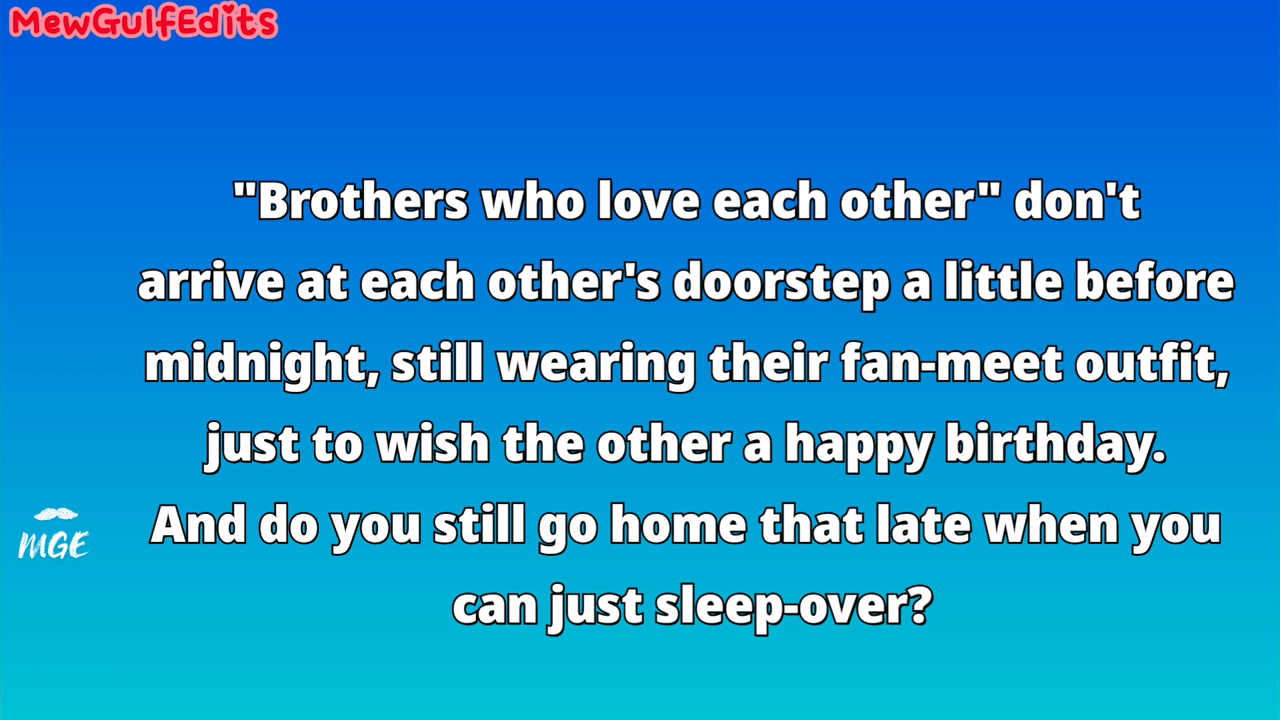 MewGulfEdits
"Brothers who love each other" don't
arrive at each other's doorstep a little before
midnight, still wearing their fan-meet outfit,
just to wish the other a happy birthday.
And do you still go home that late when you
can just sleep-over?
MGE